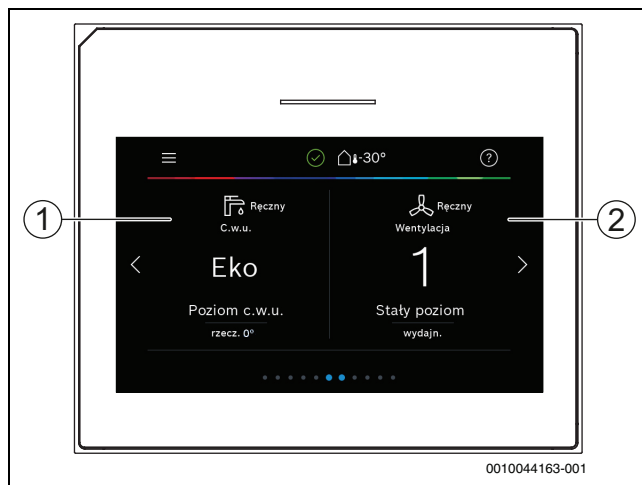 -30°
?
1
2
Ręczny
C.w.u.
Eko
Poziom c.w.u.
rzecz. 0°
Ręczny
Wentylacja
1
Stały poziom
wydajn.
0010044163-001